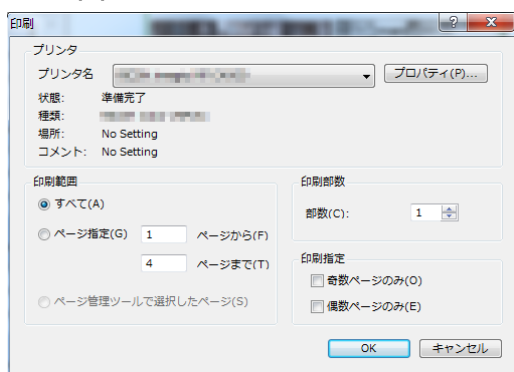 印刷
プリンタ
プリンタ名
プロパティ(P)...
状態: 準備完了
種類:
場所: No Setting
コメント: No Setting
印刷範囲
すべて(A)
ページ指定(G) 1 ページから(F)
4 ページまで(T)
ページ管理ツールで選択したページ(S)
印刷部数
部数(C): 1
印刷指定
奇数ページのみ(O)
偶数ページのみ(E)
OK キャンセル